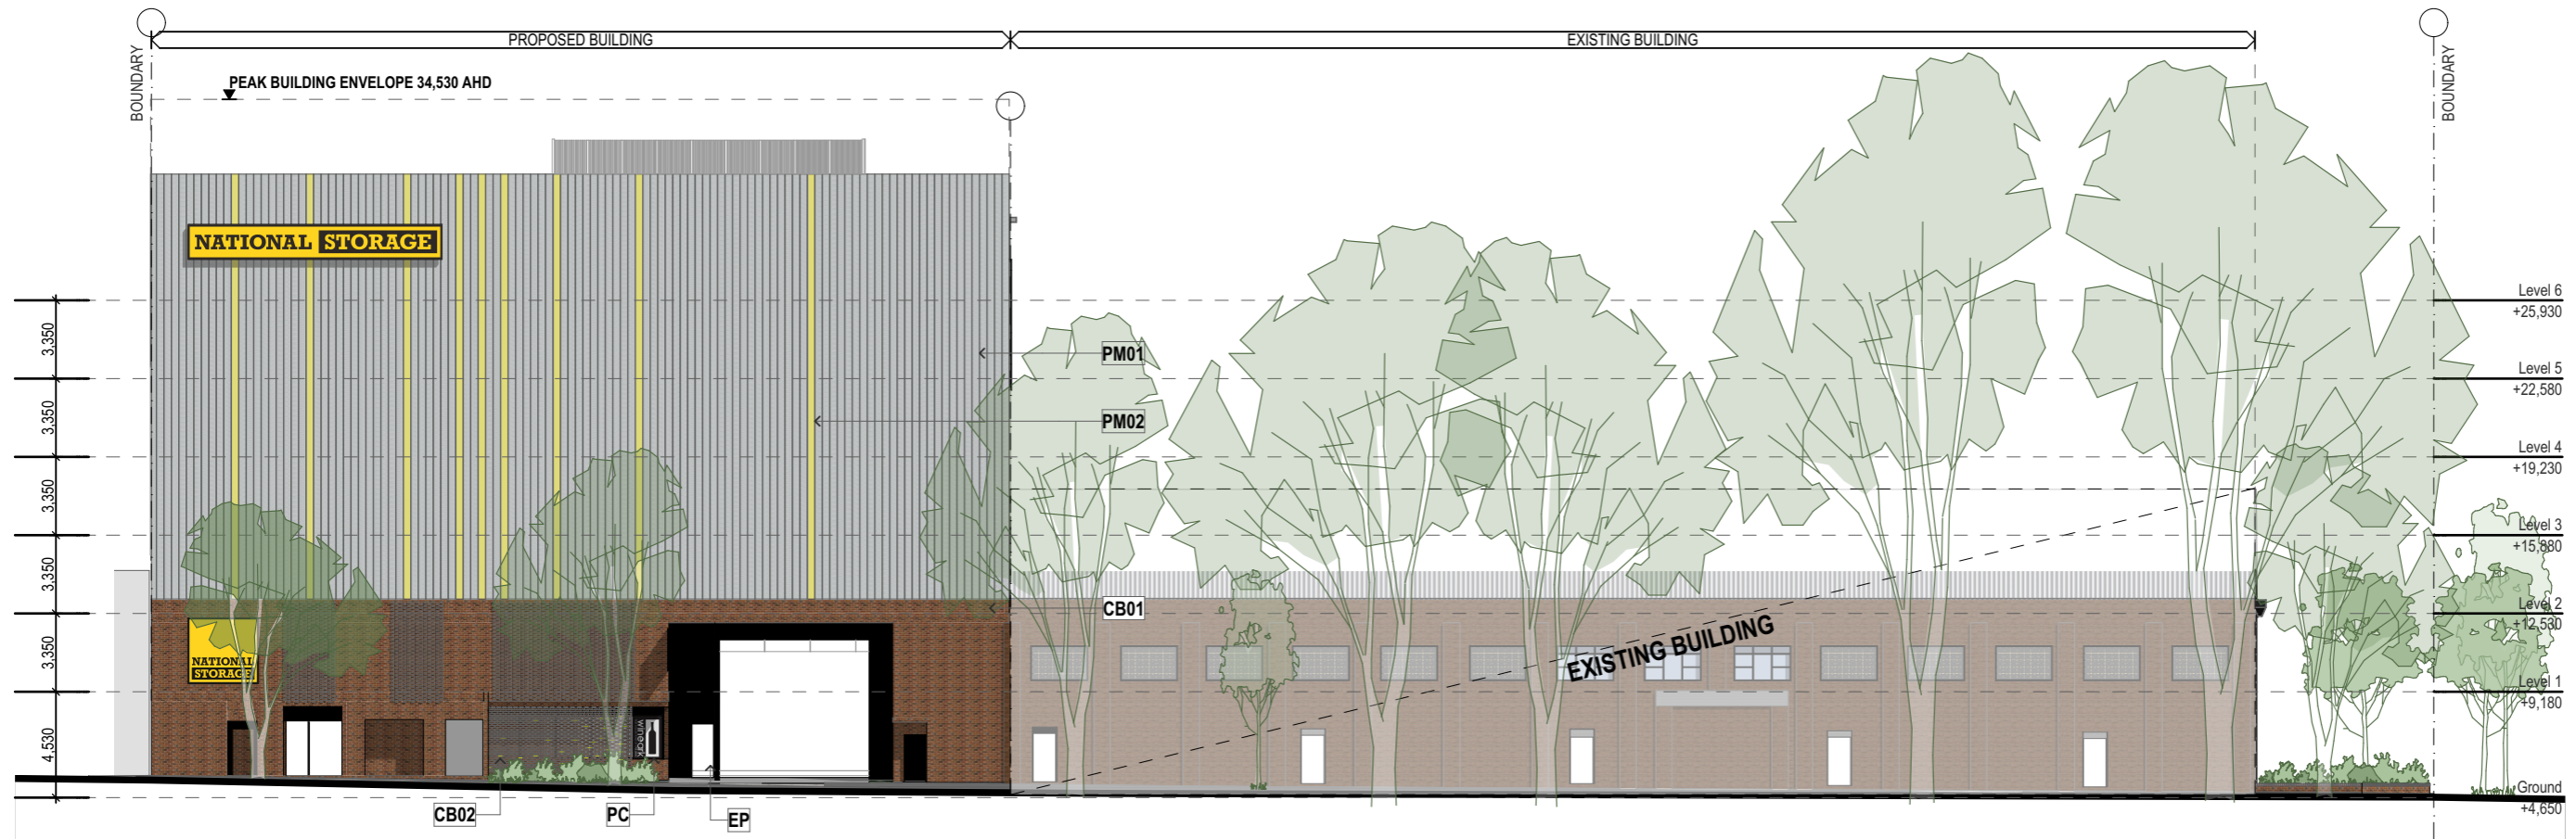 PROPOSED BUILDING
EXISTING BUILDING
BOUNDARY
BOUNDARY
PEAK BUILDING ENVELOPE 34,530 AHD
NATIONAL STORAGE
Level 6
+25,930
3,350
PM01
Level 5
+22,580
3,350
PM02
Level 4
+19,230
3,350
Level 3
+15,880
3,350
CB01
Level 2
+12,530
3,350
EXISTING BUILDING
NATIONAL
STORAGE
Level 1
+9,180
wineark
4,530
Ground
+4,650
CB02
PC
EP